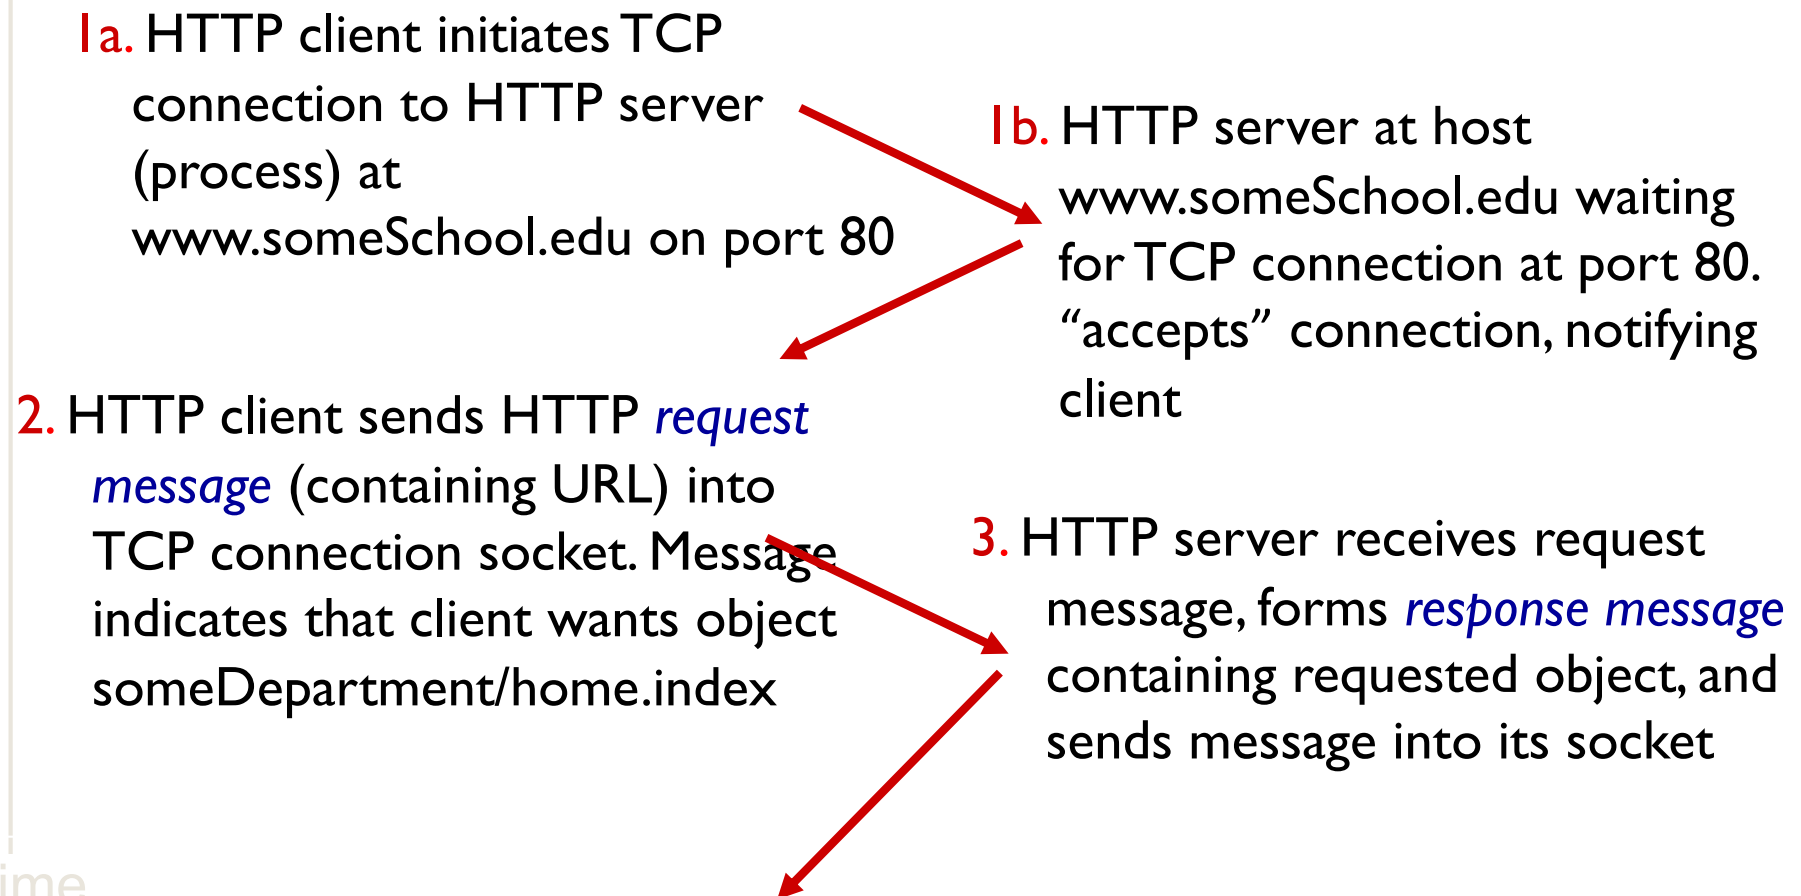 1a. HTTP client initiates TCP
connection to HTTP server
(process) at
www.someSchool.edu on port 80
1b. HTTP server at host
www.someSchool.edu waiting
for TCP connection at port 80.
“accepts” connection, notifying
client
2. HTTP client sends HTTP request
message (containing URL) into
TCP connection socket. Message
indicates that client wants object
someDepartment/home.index
3. HTTP server receives request
message, forms response message
containing requested object, and
sends message into its socket
ime